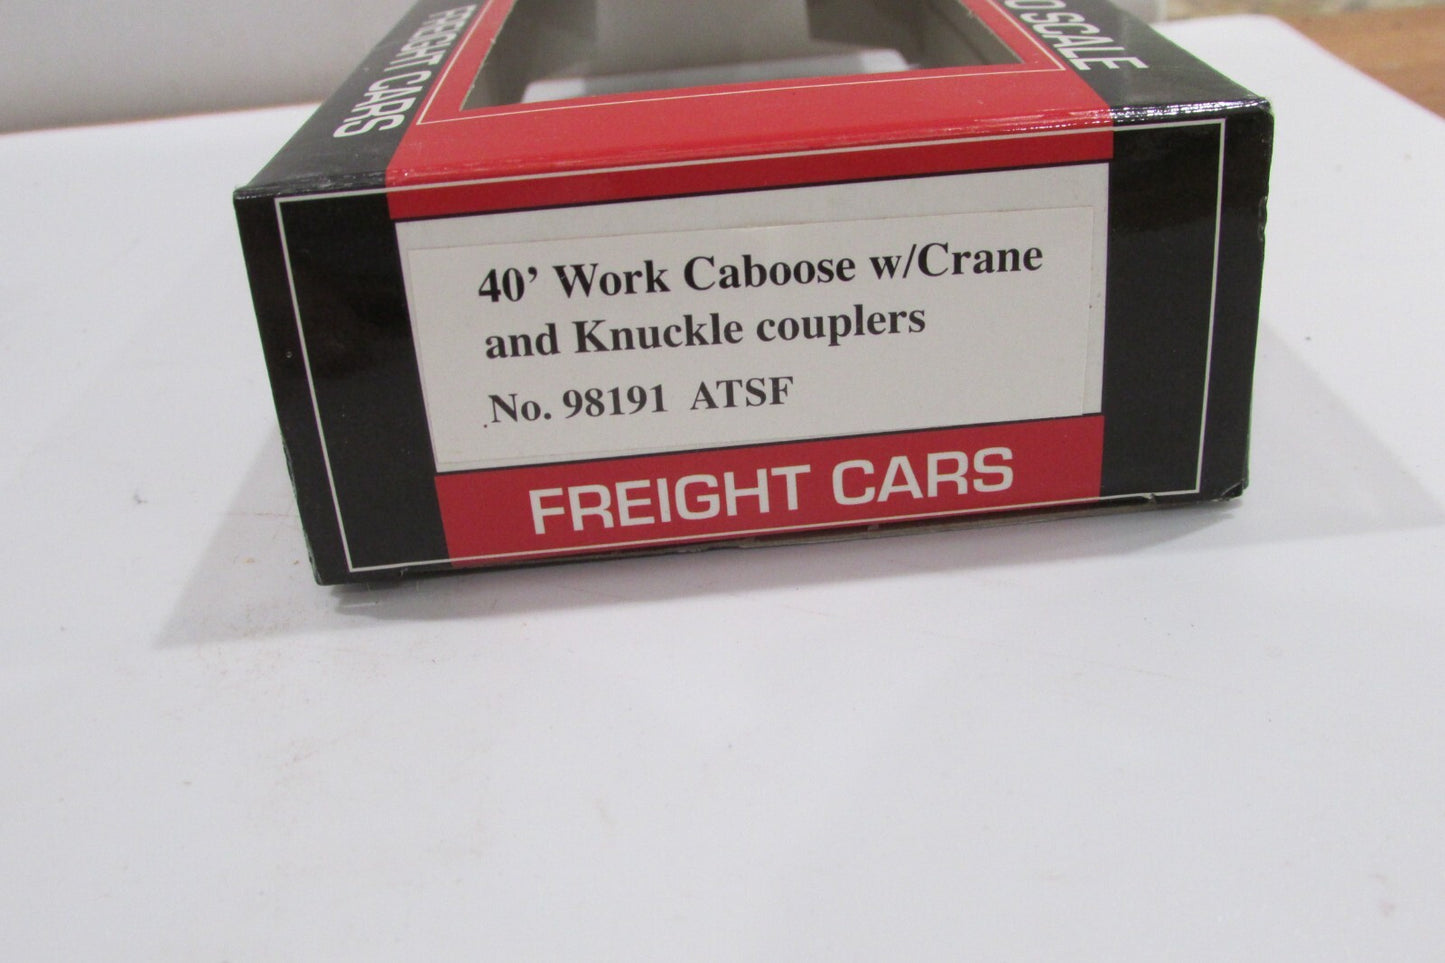 FREIGHT CARS
O SCALE
40’ Work Caboose w/Crane
and Knuckle couplers
No. 98191 ATSF
FREIGHT CARS